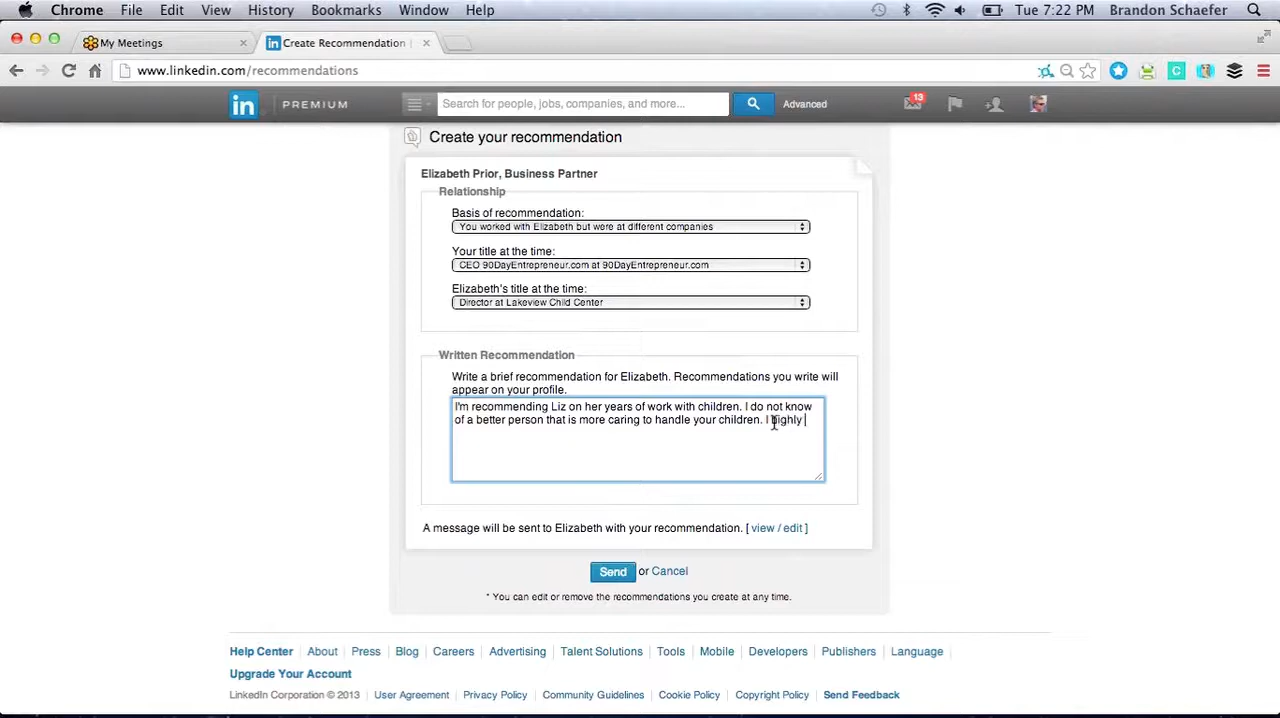 Chrome File Edit View History Bookmarks Window Help Tue 7:22 PM Brandon Schaefer
My Meetings
in Create Recommendation
www.linkedin.com/recommendations
in PREMIUM Search for people, jobs, companies, and more... Advanced 13
Create your recommendation
Elizabeth Prior, Business Partner
Relationship
Basis of recommendation:
You worked with Elizabeth but were at different companies
Your title at the time:
CEO 90DayEntrepreneur.com at 90DayEntrepreneur.com
Elizabeth's title at the time:
Director at Lakeview Child Center
Written Recommendation
Write a brief recommendation for Elizabeth. Recommendations you write will
appear on your profile.
I'm recommending Liz on her years of work with children. I do not know
of a better person that is more caring to handle your children. I highly
A message will be sent to Elizabeth with your recommendation. [ view / edit ]
Send or Cancel
* You can edit or remove the recommendations you create at any time.
Help Center About Press Blog Careers Advertising Talent Solutions Tools Mobile Developers Publishers Language
Upgrade Your Account
LinkedIn Corporation © 2013 User Agreement Privacy Policy Community Guidelines Cookie Policy Copyright Policy Send Feedback